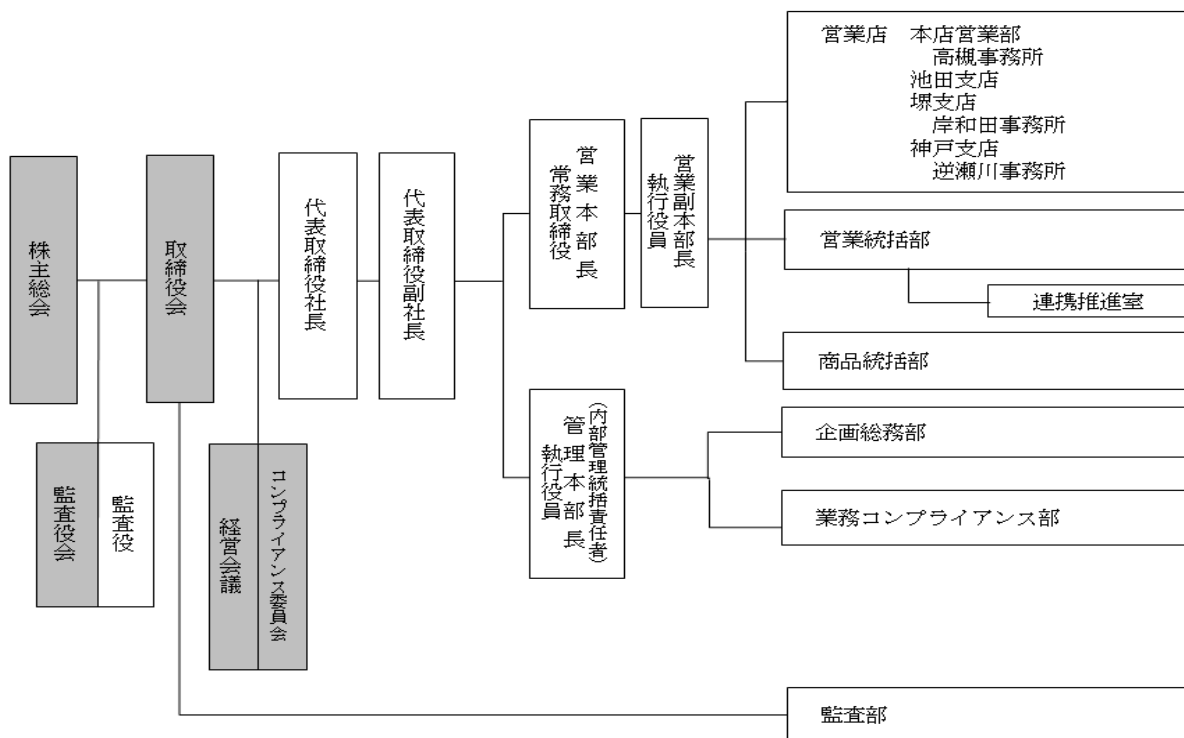 株主総会
監査役会
監査役
取締役会
経営会議
コンプライアンス委員会
代表取締役社長
代表取締役副社長
営業本部長
常務取締役
営業副本部長
執行役員
(内部管理統括責任者)
管理本部長
執行役員
営業店 本店営業部
高槻事務所
池田支店
堺支店
岸和田事務所
神戸支店
逆瀬川事務所
営業統括部
連携推進室
商品統括部
企画総務部
業務コンプライアンス部
監査部